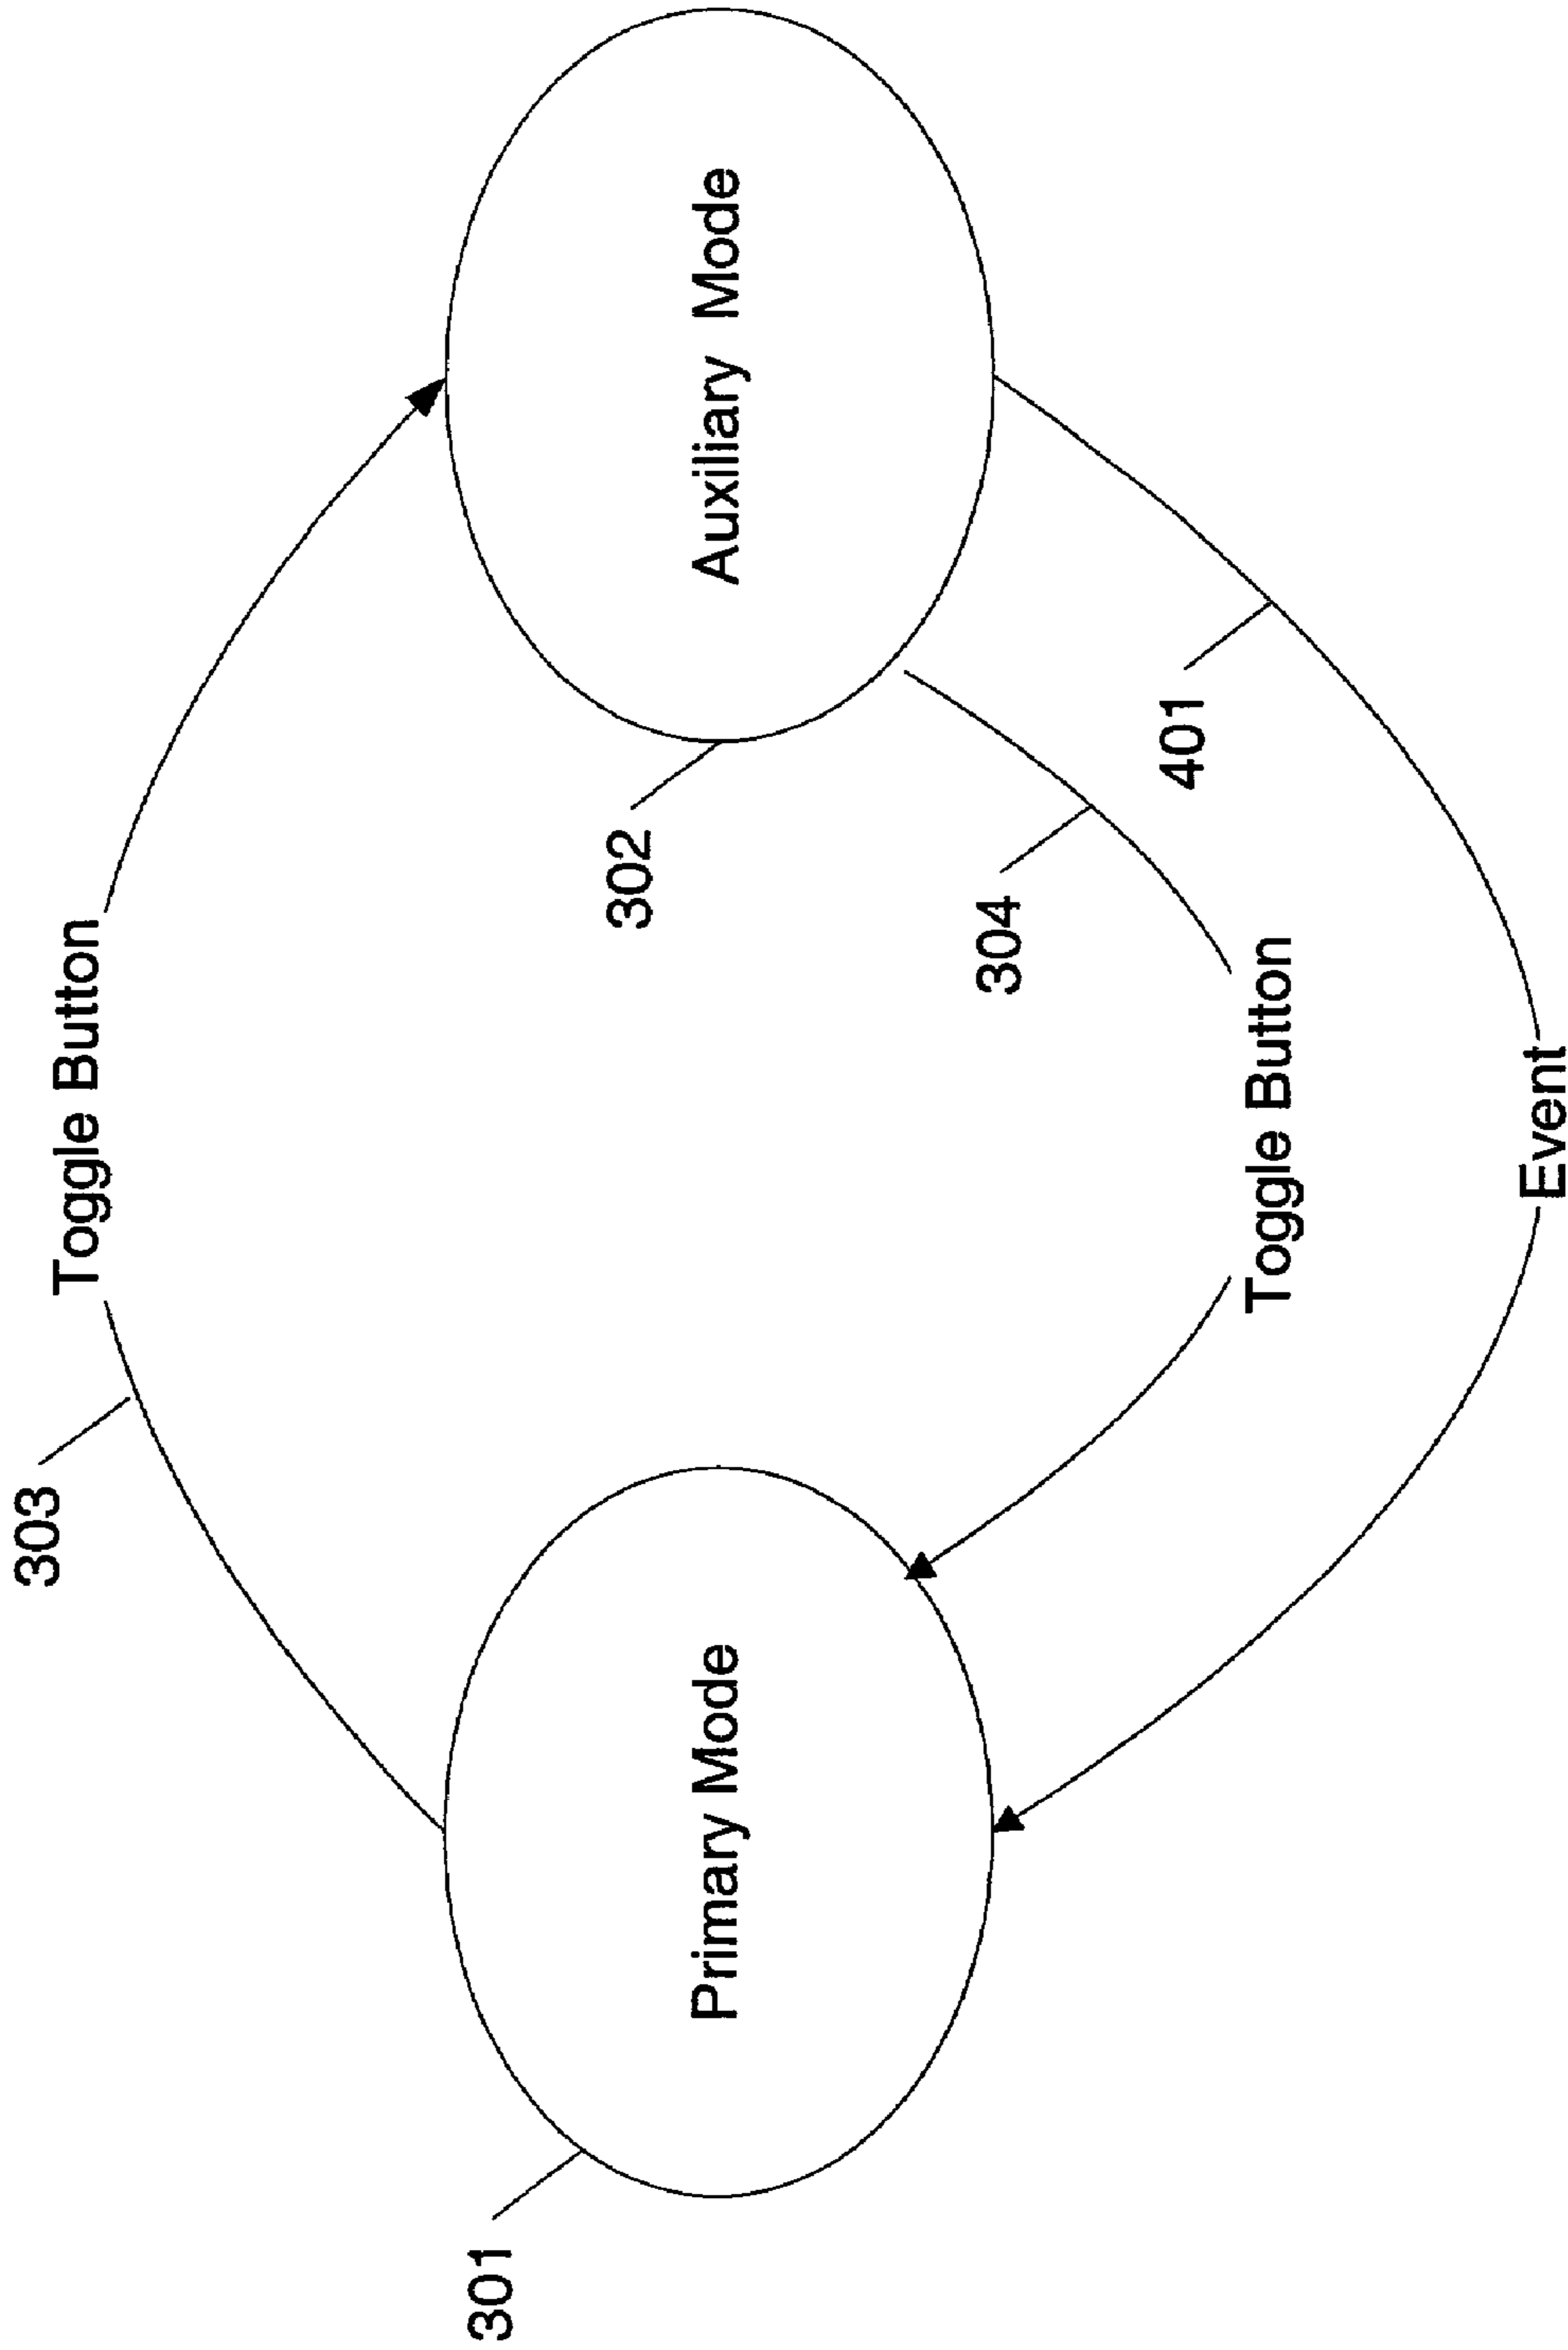 303
Toggle Button
301
Primary Mode
302
Auxiliary Mode
304
Toggle Button
401
Event